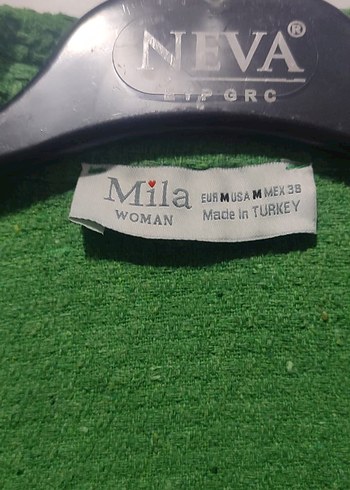 NEVA®
Mila
WOMAN
EUR M USA M MEX 38
Made In TURKEY